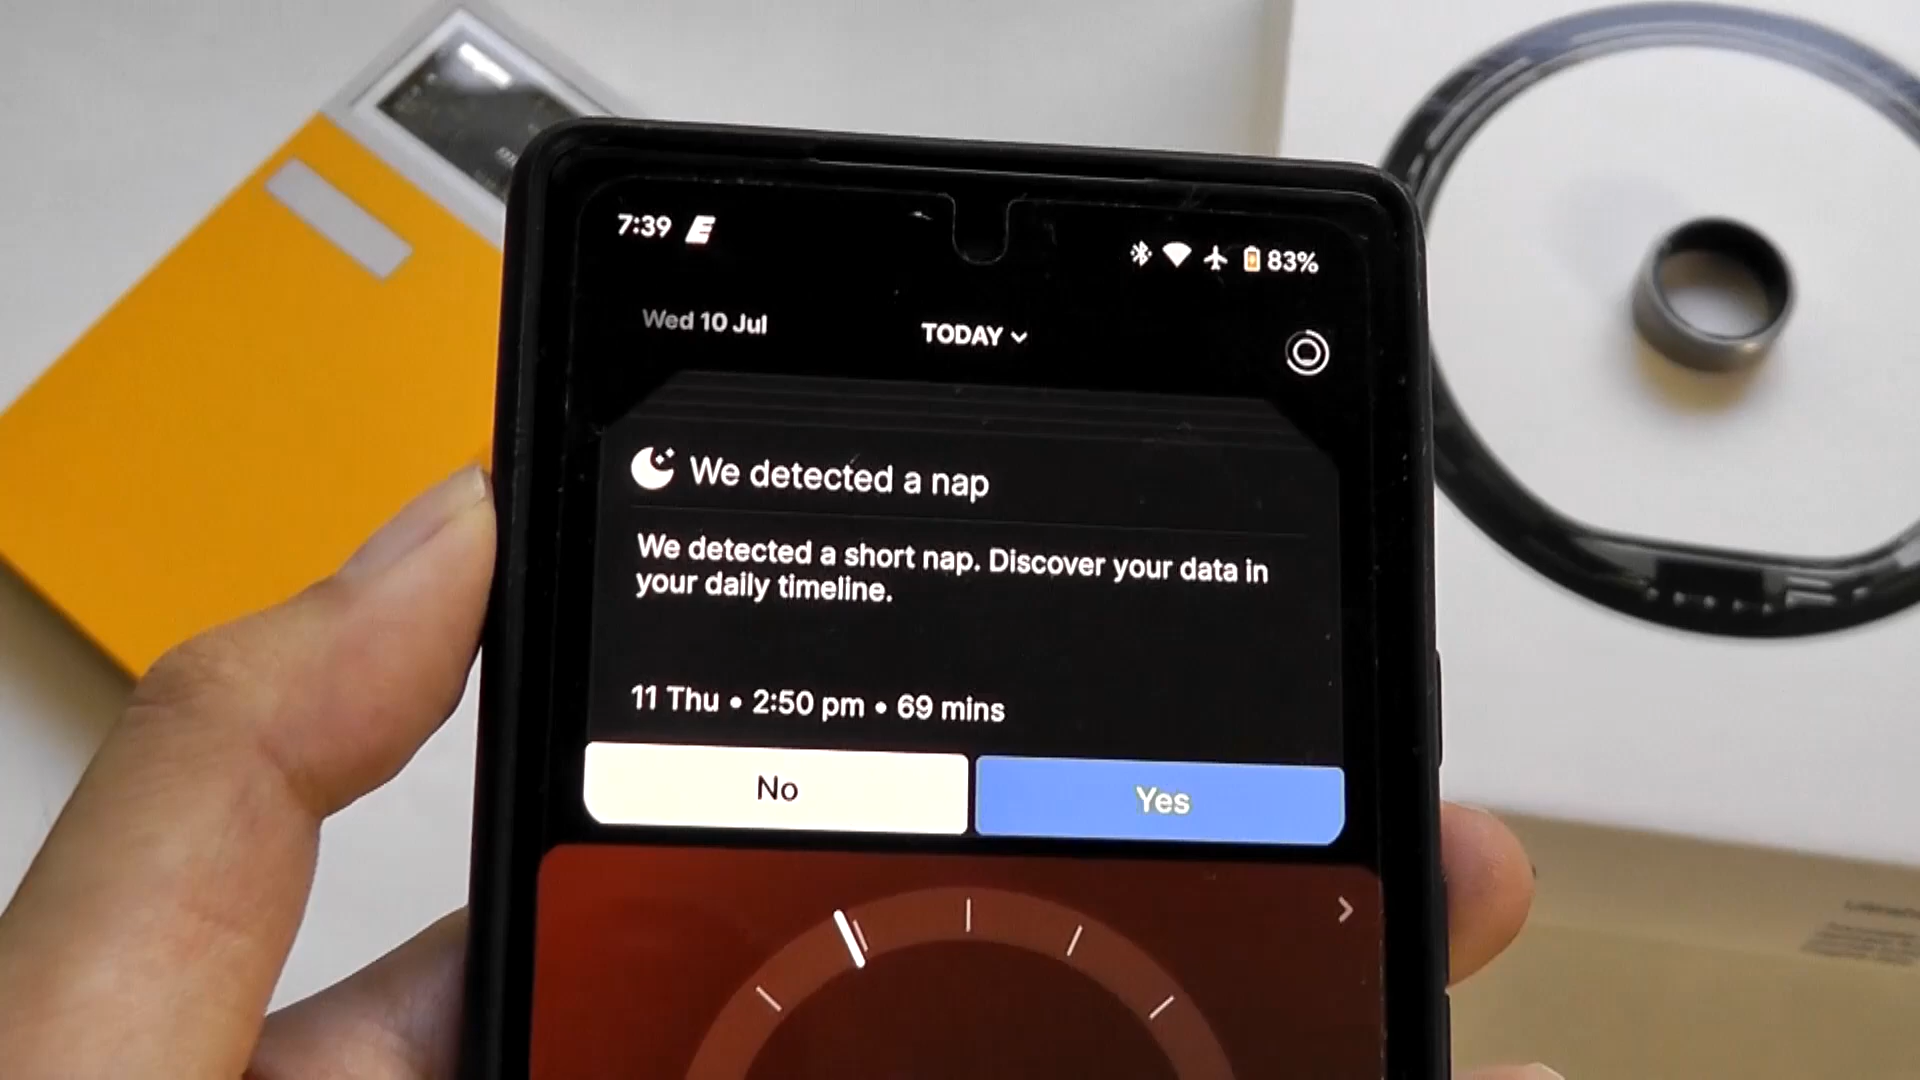 7:39 E 83%
Wed 10 Jul TODAY
We detected a nap
We detected a short nap. Discover your data in
your daily timeline.
11 Thu • 2:50 pm • 69 mins
No Yes